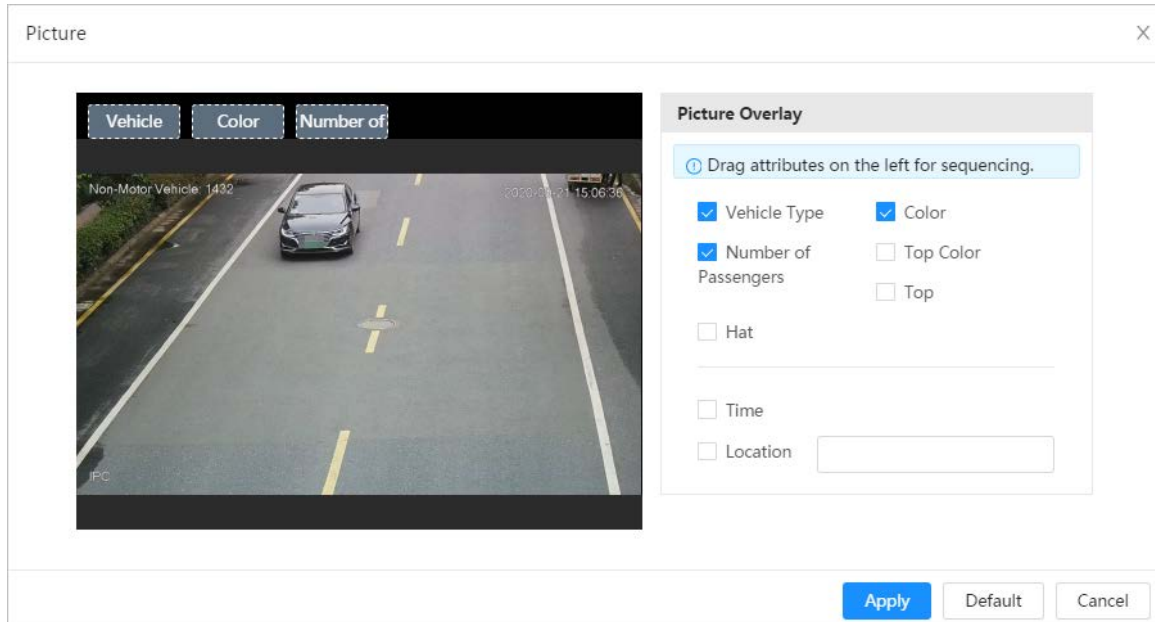 Picture
Vehicle Color Number of
Non-Motor Vehicle: 1432
15:06:36
IPC
Picture Overlay
Drag attributes on the left for sequencing.
Vehicle Type Color
Number of Passengers
Top Color
Top
Hat
Time
Location
Apply Default Cancel